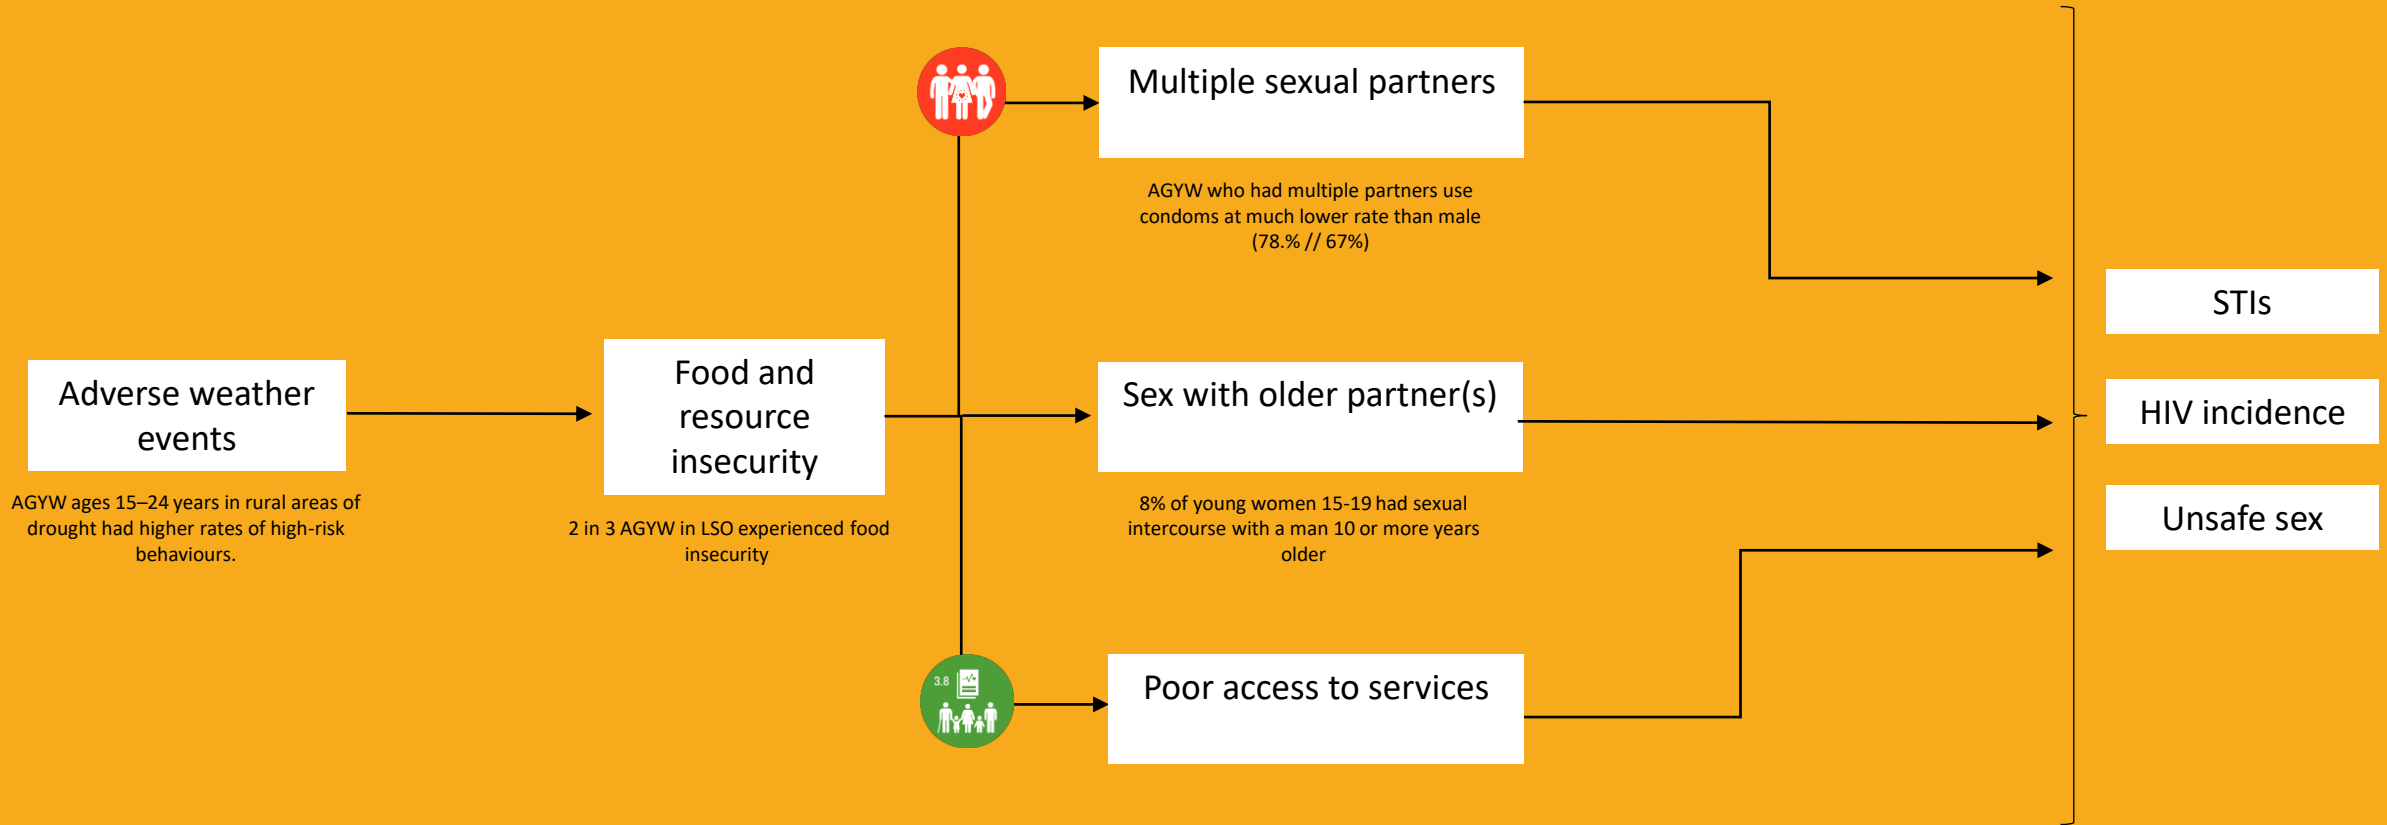 Adverse weather
events
AGYW ages 15–24 years in rural areas of
drought had higher rates of high-risk
behaviours.
Food and
resource
insecurity
2 in 3 AGYW in LSO experienced food
insecurity
Multiple sexual partners
AGYW who had multiple partners use
condoms at much lower rate than male
(78.% // 67%)
Sex with older partner(s)
8% of young women 15-19 had sexual
intercourse with a man 10 or more years
older
3.8
Poor access to services
STIs
HIV incidence
Unsafe sex